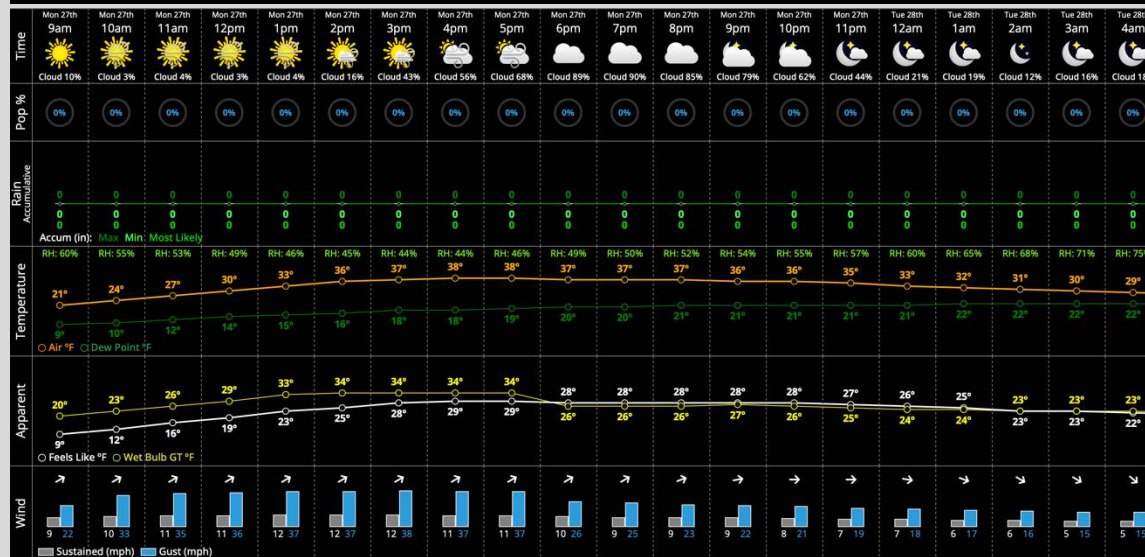 Mon 27th Mon 27th Mon 27th Mon 27th Mon 27th Mon 27th Mon 27th Mon 27th Mon 27th Mon 27th Mon 27th Mon 27th Mon 27th Mon 27th Mon 27th Tue 28th Tue 28th Tue 28th Tue 28th Tue 28th
Time 9am 10am 11am 12pm 1pm 2pm 3pm 4pm 5pm 6pm 7pm 8pm 9pm 10pm 11pm 12am 1am 2am 3am 4am
Cloud 10% Cloud 3% Cloud 4% Cloud 3% Cloud 4% Cloud 16% Cloud 43% Cloud 56% Cloud 68% Cloud 89% Cloud 90% Cloud 85% Cloud 79% Cloud 62% Cloud 44% Cloud 21% Cloud 19% Cloud 12% Cloud 16% Cloud 18
Pop % 0% 0% 0% 0% 0% 0% 0% 0% 0% 0% 0% 0% 0% 0% 0% 0% 0% 0% 0% 0%
Rain
Accumulative
0 0 0 0 0 0 0 0 0 0 0 0 0 0 0 0 0 0 0 0
0 0 0 0 0 0 0 0 0 0 0 0 0 0 0 0 0 0 0 0
0 0 0 0 0 0 0 0 0 0 0 0 0 0 0 0 0 0 0 0
Accum (in): Max Min Most Likely
RH: 60% RH: 55% RH: 53% RH: 49% RH: 46% RH: 45% RH: 44% RH: 44% RH: 46% RH: 49% RH: 50% RH: 52% RH: 54% RH: 55% RH: 57% RH: 60% RH: 65% RH: 68% RH: 71% RH: 75%
Temperature
21° 24° 27° 30° 33° 36° 37° 38° 38° 37° 37° 37° 36° 36° 35° 33° 32° 31° 30° 29°
9° 10° 12° 14° 15° 16° 18° 18° 19° 20° 20° 21° 21° 21° 21° 21° 22° 22° 22° 22°
Air °F Dew Point °F
Apparent
20° 23° 26° 29° 33° 34° 34° 34° 34° 28° 28° 28° 28° 28° 27° 26° 25° 23° 23° 23°
9° 12° 16° 19° 23° 25° 28° 29° 29° 26° 26° 26° 27° 26° 25° 24° 24° 23° 23° 22°
Feels Like °F Wet Bulb GT °F
Wind
9 22 10 33 11 35 11 36 12 37 12 37 12 38 11 37 11 37 10 26 9 25 9 23 9 22 8 21 7 19 7 18 6 17 6 16 5 15 5
Sustained (mph) Gust (mph)